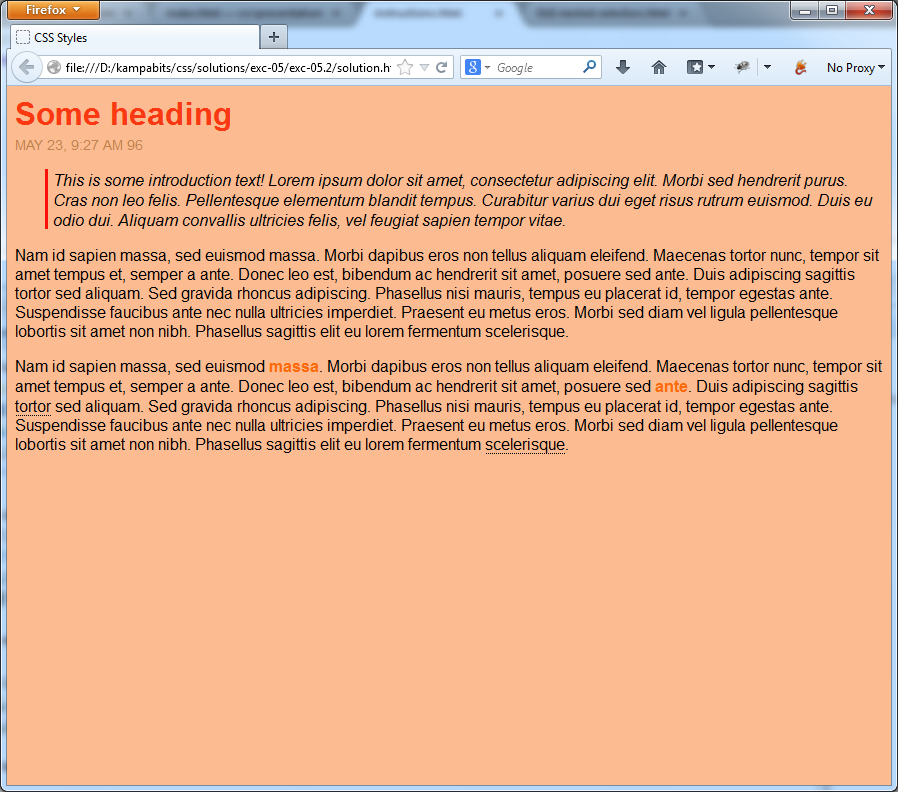 Firefox
CSS Styles
file:///D:/kampabits/css/solutions/exc-05/exc-05.2/solution.h
Google
No Proxy
Some heading
MAY 23, 9:27 AM 96
This is some introduction text! Lorem ipsum dolor sit amet, consectetur adipiscing elit. Morbi sed hendrerit purus.
Cras non leo felis. Pellentesque elementum blandit tempus. Curabitur varius dui eget risus rutrum euismod. Duis eu
odio dui. Aliquam convallis ultricies felis, vel feugiat sapien tempor vitae.
Nam id sapien massa, sed euismod massa. Morbi dapibus eros non tellus aliquam eleifend. Maecenas tortor nunc, tempor sit
amet tempus et, semper a ante. Donec leo est, bibendum ac hendrerit sit amet, posuere sed ante. Duis adipiscing sagittis
tortor sed aliquam. Sed gravida rhoncus adipiscing. Phasellus nisi mauris, tempus eu placerat id, tempor egestas ante.
Suspendisse faucibus ante nec nulla ultricies imperdiet. Praesent eu metus eros. Morbi sed diam vel ligula pellentesque
lobortis sit amet non nibh. Phasellus sagittis elit eu lorem fermentum scelerisque.
Nam id sapien massa, sed euismod massa. Morbi dapibus eros non tellus aliquam eleifend. Maecenas tortor nunc, tempor sit
amet tempus et, semper a ante. Donec leo est, bibendum ac hendrerit sit amet, posuere sed ante. Duis adipiscing sagittis
tortor sed aliquam. Sed gravida rhoncus adipiscing. Phasellus nisi mauris, tempus eu placerat id, tempor egestas ante.
Suspendisse faucibus ante nec nulla ultricies imperdiet. Praesent eu metus eros. Morbi sed diam vel ligula pellentesque
lobortis sit amet non nibh. Phasellus sagittis elit eu lorem fermentum scelerisque.